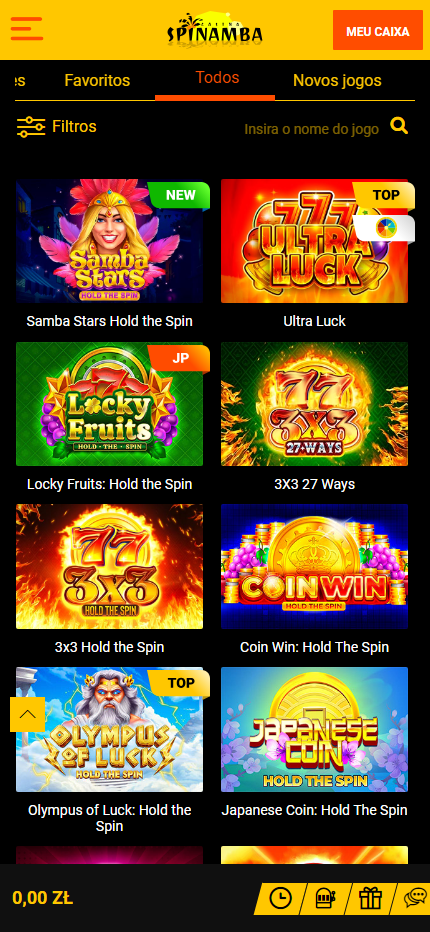 CASINO
SPINAMBA
MEU CAIXA
es
Favoritos
Todos
Novos jogos
Filtros
Insira o nome do jogo
NEW
Samba
Stars
HOLD THE SPIN
TOP
777
ULTRA
LUCK
Samba Stars Hold the Spin
Ultra Luck
JP
Locky
Fruits
HOLD • THE • SPIN
77
3X3
27 WAYS
Locky Fruits: Hold the Spin
3X3 27 Ways
77
3x3
HOLD THE SPIN
COIN WIN
HOLD THE SPIN
3x3 Hold the Spin
Coin Win: Hold The Spin
TOP
OLYMPUS
OF LUCK
HOLD THE SPIN
JAPANESE
COIN
HOLD THE SPIN
Olympus of Luck: Hold the
Spin
Japanese Coin: Hold The Spin
0,00 ZŁ